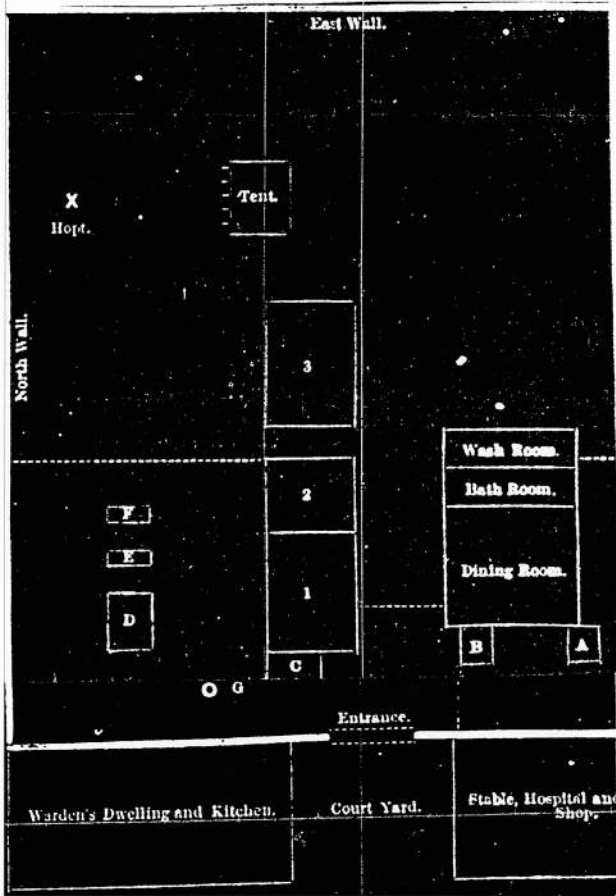 East Wall.
Tent.
X
Hopt.
North Wall.
3
Wash Room.
2
Bath Room.
F
E
Dining Room.
1
D
B
A
C
G
Entrance.
Warden's Dwelling and Kitchen.
Court Yard.
Stable, Hospital and
Shop.